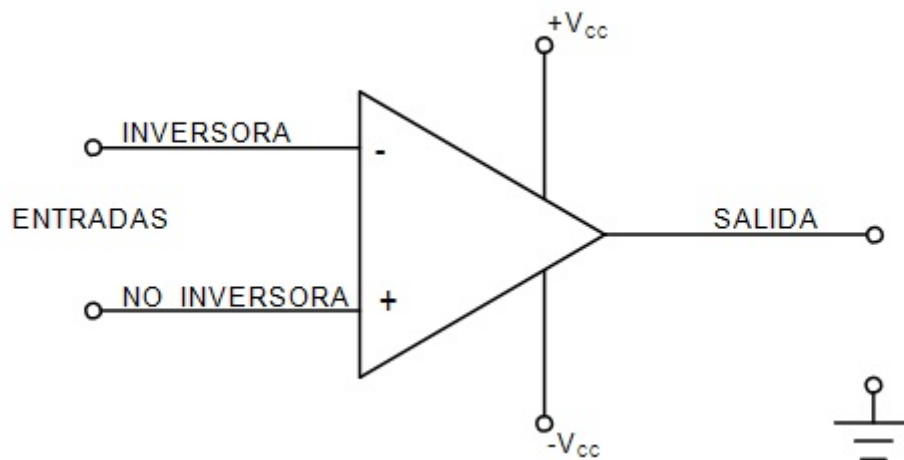 +Vcc
INVERSORA
-
ENTRADAS
SALIDA
NO INVERSORA
+
-Vcc